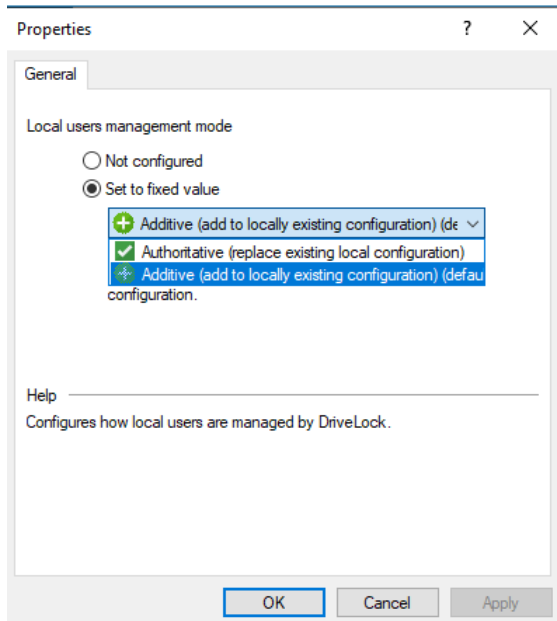 Properties
?
General
Local users management mode
Not configured
Set to fixed value
Additive (add to locally existing configuration) (de
Authoritative (replace existing local configuration)
Additive (add to locally existing configuration) (defau
configuration.
Help
Configures how local users are managed by DriveLock.
OK Cancel Apply